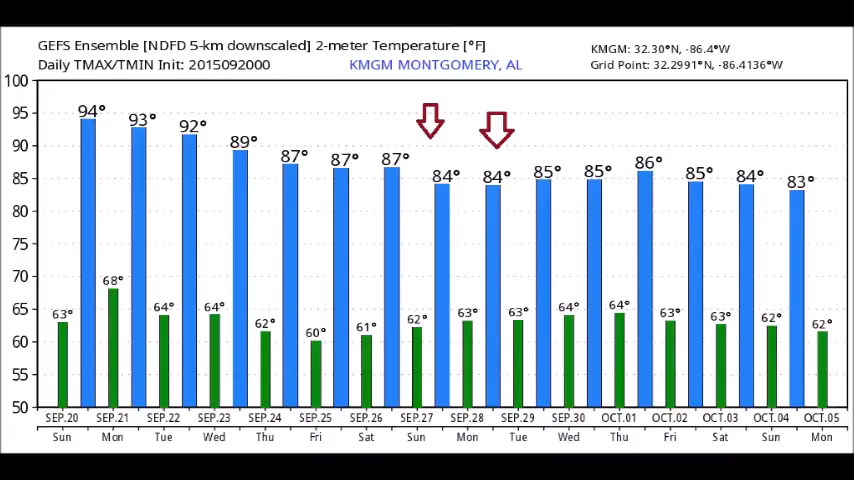 GEFS Ensemble [NDFD 5-km downscaled] 2-meter Temperature [°F]
KMGM: 32.30°N, -86.4°W
Daily TMAX/TMIN Init: 2015092000 KMGM MONTGOMERY, AL
Grid Point: 32.2991°N, -86.4136°W
100
95
90
85
80
75
70
65
60
55
50
94° 93° 92° 89° 87° 87° 87° 84° 84° 85° 85° 86° 85° 84° 83°
63° 68° 64° 64° 62° 60° 61° 62° 63° 63° 64° 64° 63° 63° 62° 62°
SEP.20 SEP.21 SEP.22 SEP.23 SEP.24 SEP.25 SEP.26 SEP.27 SEP.28 SEP.29 SEP.30 OCT.01 OCT.02 OCT.03 OCT.04 OCT.05
Sun Mon Tue Wed Thu Fri Sat Sun Mon Tue Wed Thu Fri Sat Sun Mon